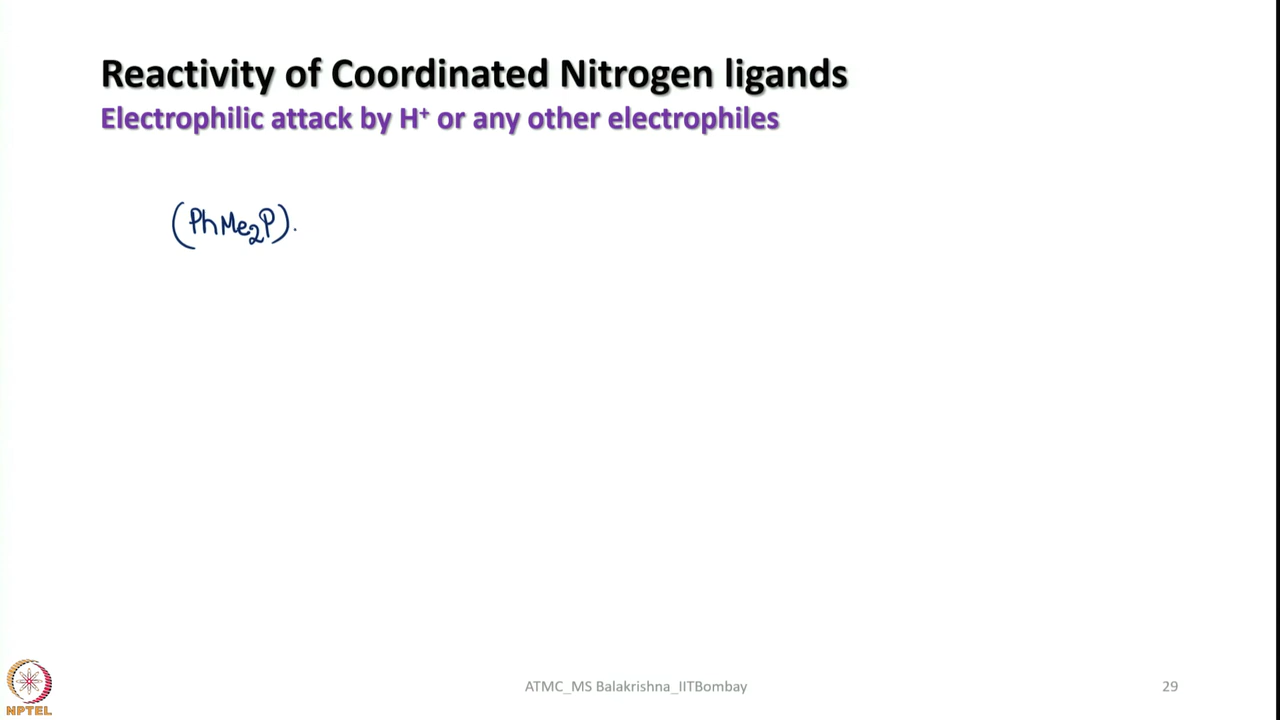 Reactivity of Coordinated Nitrogen ligands
Electrophilic attack by H⁺ or any other electrophiles
(PhMe₂P).
NPTEL
ATMC_MS Balakrishna_IITBombay
29